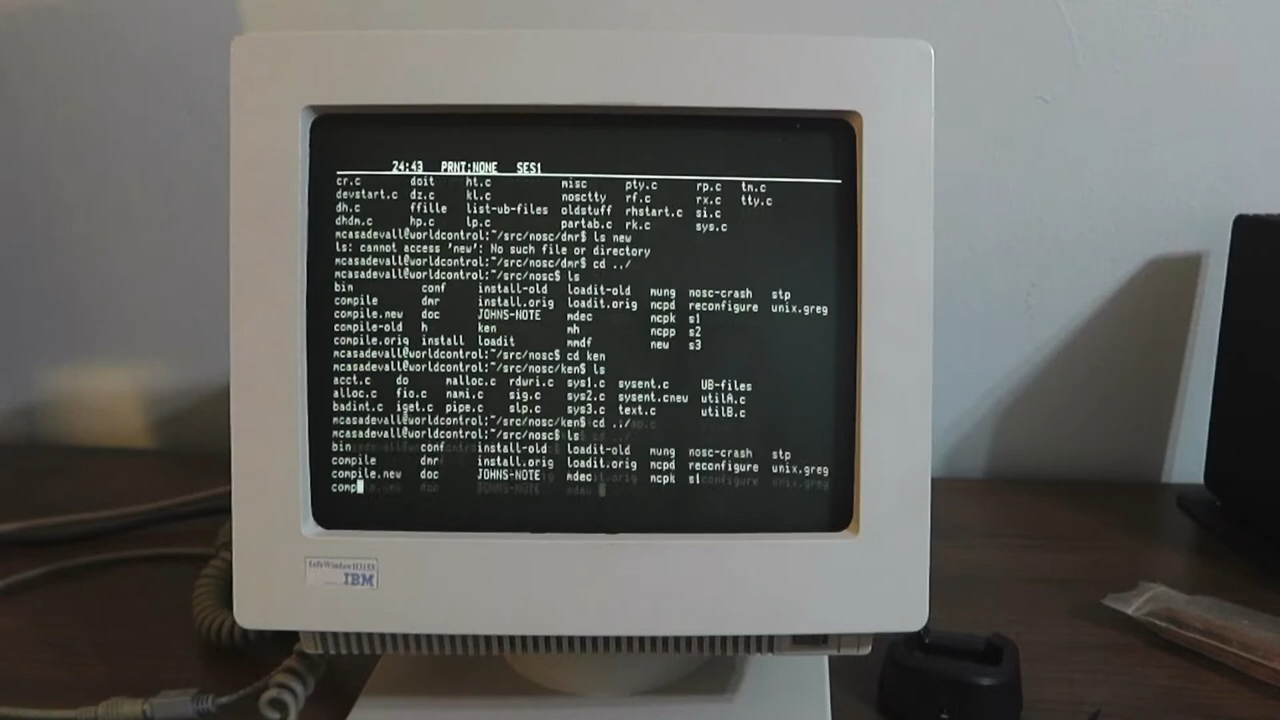 24:43 PRNT:NONE SES1
cr.c doit ht.c misc pty.c rp.c tm.c
devstart.c dz.c kl.c nosctty rf.c rx.c tty.c
dh.c ffille list-ub-files oldstuff rhstart.c si.c
dhdm.c hp.c lp.c partab.c rk.c sys.c
mcasadevall@worldcontrol:~/src/nosc/dmr$ ls new
ls: cannot access 'new': No such file or directory
mcasadevall@worldcontrol:~/src/nosc/dmr$ cd ../
mcasadevall@worldcontrol:~/src/nosc$ ls
bin conf install-old loadit-old mung nosc-crash stp
compile dmr install.orig loadit.orig ncpd reconfigure unix.greg
compile.new doc JOHNS-NOTE mdec ncpk s1
compile-old h ken mh ncpp s2
compile.orig install loadit mmdf new s3
mcasadevall@worldcontrol:~/src/nosc$ cd ken
mcasadevall@worldcontrol:~/src/nosc/ken$ ls
acct.c do malloc.c rdwri.c sys1.c sysent.c UB-files
alloc.c fio.c nami.c sig.c sys2.c sysent.cnew utilA.c
badint.c iget.c pipe.c slp.c sys3.c text.c utilB.c
mcasadevall@worldcontrol:~/src/nosc/ken$ cd ../
mcasadevall@worldcontrol:~/src/nosc$ ls
bin conf install-old loadit-old mung nosc-crash stp
compile dmr install.orig loadit.orig ncpd reconfigure unix.greg
compile.new doc JOHNS-NOTE mdec ncpk s1
comp
IBM